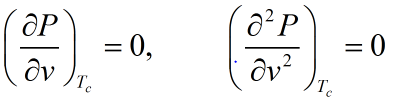 (∂P/∂v)_{T_c} = 0, (∂²P/∂v²)_{T_c} = 0